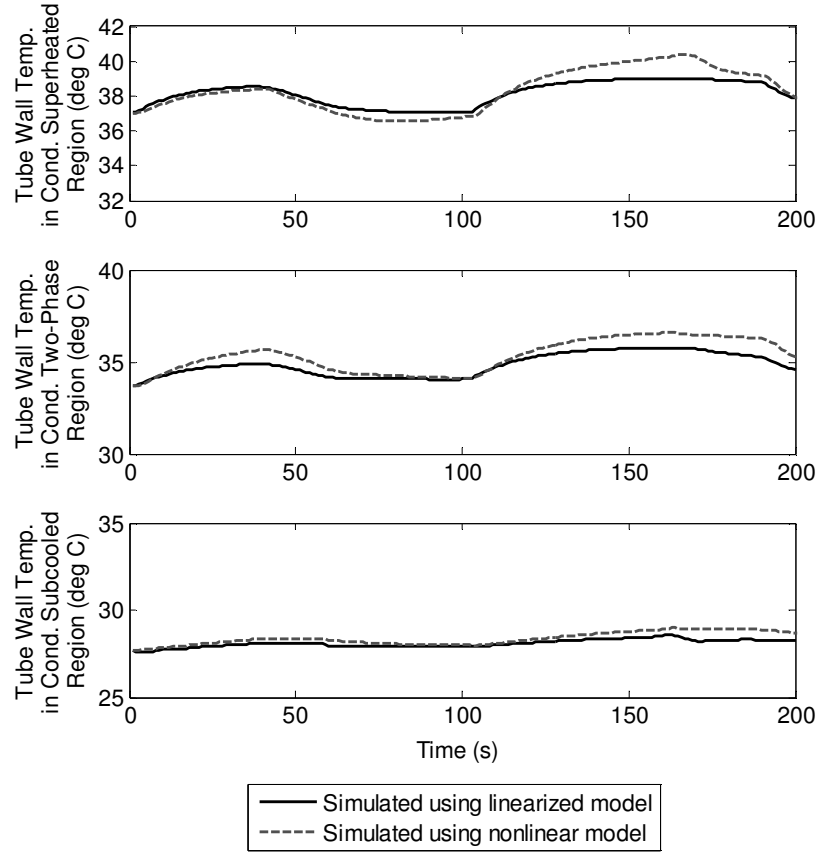 Tube Wall Temp.
in Cond. Superheated
Region (deg C)
42
40
38
36
34
32
0
50
100
150
200
Tube Wall Temp.
in Cond. Two-Phase
Region (deg C)
40
35
30
0
50
100
150
200
Tube Wall Temp.
in Cond. Subcooled
Region (deg C)
35
30
25
0
50
100
150
200
Time (s)
Simulated using linearized model
Simulated using nonlinear model